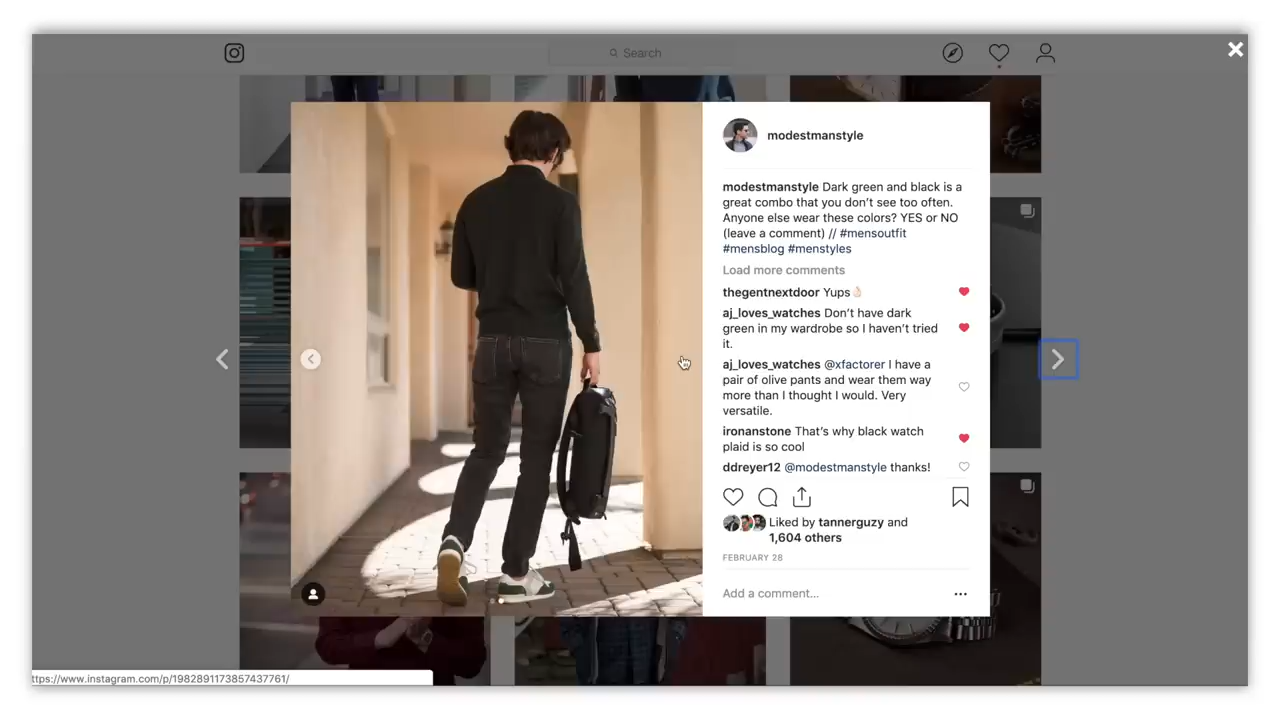 Search
modestmanstyle
modestmanstyle Dark green and black is a
great combo that you don't see too often.
Anyone else wear these colors? YES or NO
(leave a comment) // #mensoutfit
#mensblog #menstyles
Load more comments
thegentnextdoor Yups👌🏻
aj_loves_watches Don't have dark
green in my wardrobe so I haven't tried
it.
aj_loves_watches @xfactorer I have a
pair of olive pants and wear them way
more than I thought I would. Very
versatile.
ironanstone That's why black watch
plaid is so cool
ddreyer12 @modestmanstyle thanks!
Liked by tannerguzy and
1,604 others
FEBRUARY 28
Add a comment...
ttps://www.instagram.com/p/1982891173857437761/